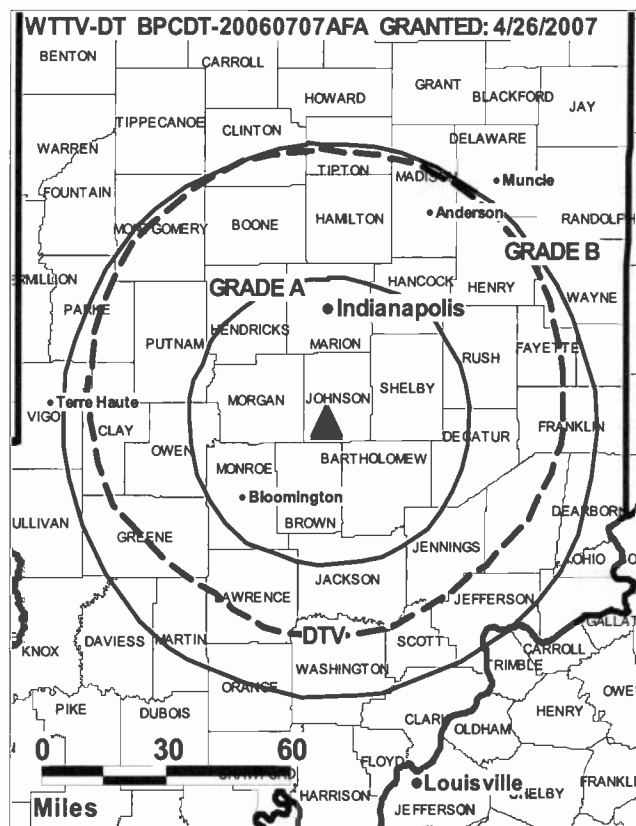 WTTV-DT BPCDT-20060707AFA GRANTED: 4/26/2007
BENTON
CARROLL
GRANT
HOWARD
BLACKFORD
JAY
TIPPECANOE
CLINTON
DELAWARE
WARREN
TIPTON
MADISON
Muncie
FOUNTAIN
Anderson
MONTGOMERY
BOONE
HAMILTON
RANDOLPH
GRADE B
ERMILLION
GRADE A
HANCOCK
HENRY
WAYNE
PARKE
Indianapolis
HENDRICKS
PUTNAM
MARION
RUSH
FAYETTE
SHELBY
MORGAN
JOHNSON
Terre Haute
VIGO
CLAY
FRANKLIN
OWEN
DECATUR
BARTHOLOMEW
MONROE
Bloomington
DEARBORN
ULLIVAN
BROWN
GREENE
JENNINGS
OHIO
JACKSON
LAWRENCE
JEFFERSON
GALLAT
DTV
KNOX
DAVIESS
MARTIN
SCOTT
CARROLL
WASHINGTON
TRIMBLE
ORANGE
OWE
PIKE
DUBOIS
CLARK
HENRY
OLDHAM
0 30 60
FLOYD
Louisville
FRANKL
HARRISON
SHELBY
Miles
JEFFERSON